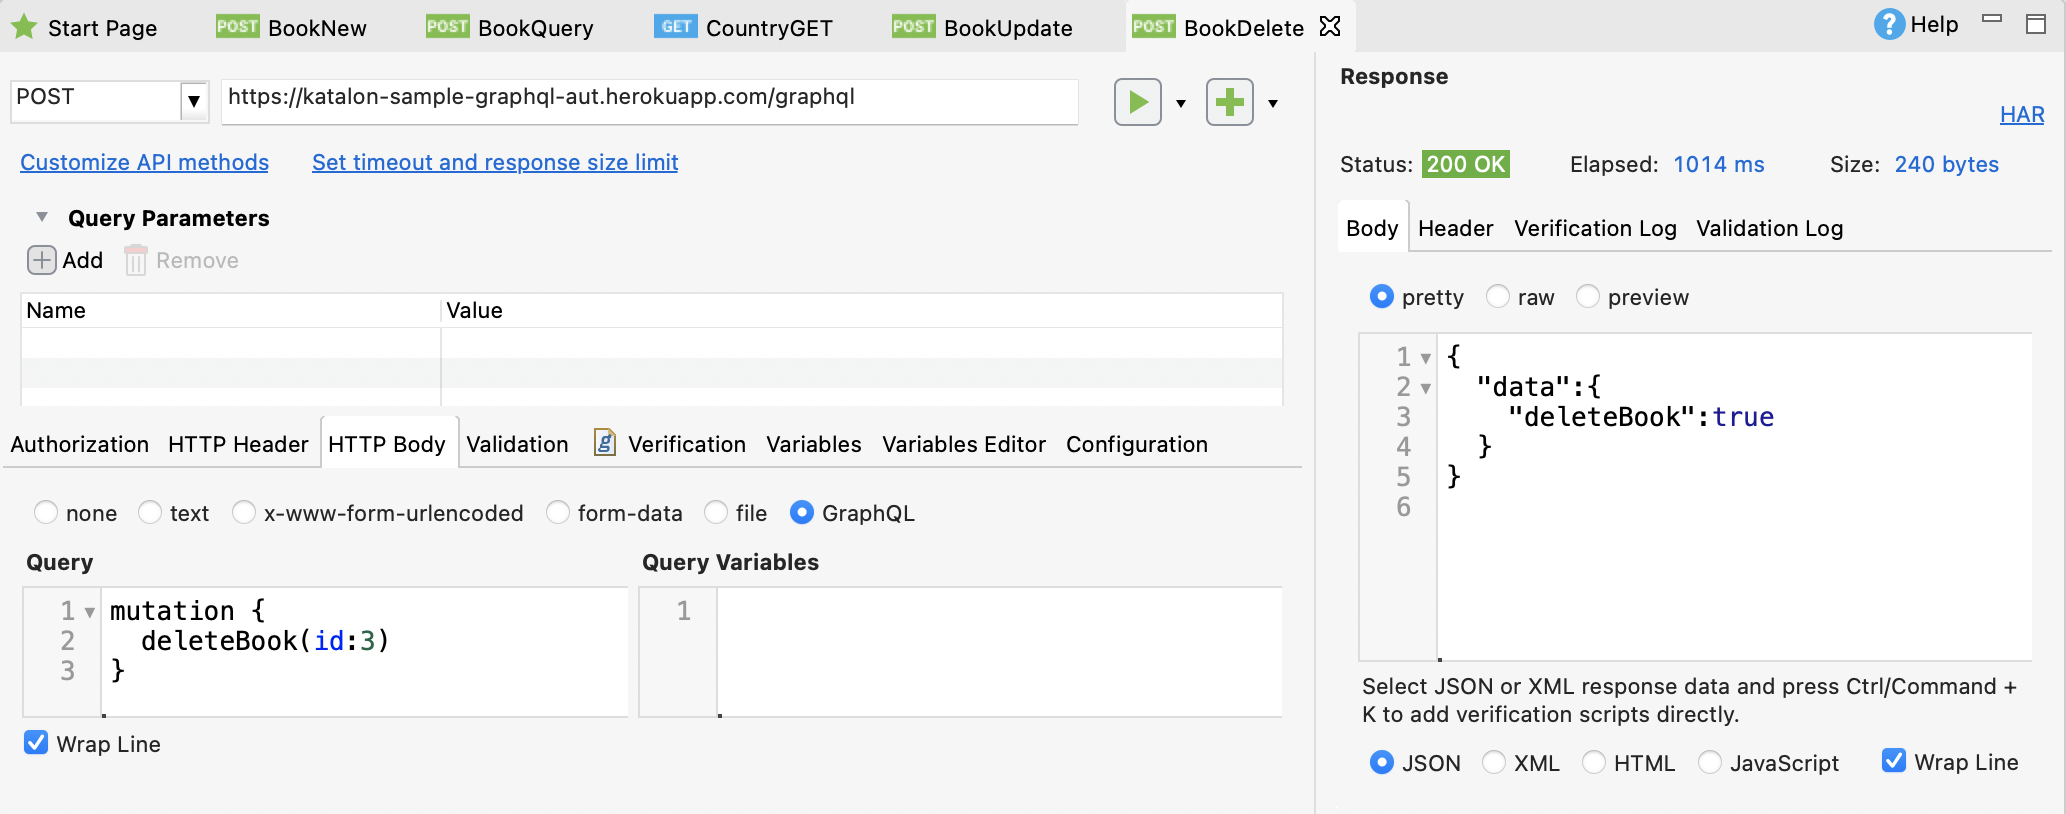 Start Page POST BookNew POST BookQuery GET CountryGET POST BookUpdate POST BookDelete ? Help
POST https://katalon-sample-graphql-aut.herokuapp.com/graphql
Customize API methods Set timeout and response size limit
Query Parameters
Add Remove
Name Value
Authorization HTTP Header HTTP Body Validation g Verification Variables Variables Editor Configuration
none text x-www-form-urlencoded form-data file GraphQL
Query
1 mutation {
2   deleteBook(id:3)
3 }
Query Variables
1
Wrap Line
Response
HAR
Status: 200 OK Elapsed: 1014 ms Size: 240 bytes
Body Header Verification Log Validation Log
pretty raw preview
1 {
2   "data":{
3     "deleteBook":true
4   }
5 }
6
Select JSON or XML response data and press Ctrl/Command +
K to add verification scripts directly.
JSON XML HTML JavaScript Wrap Line